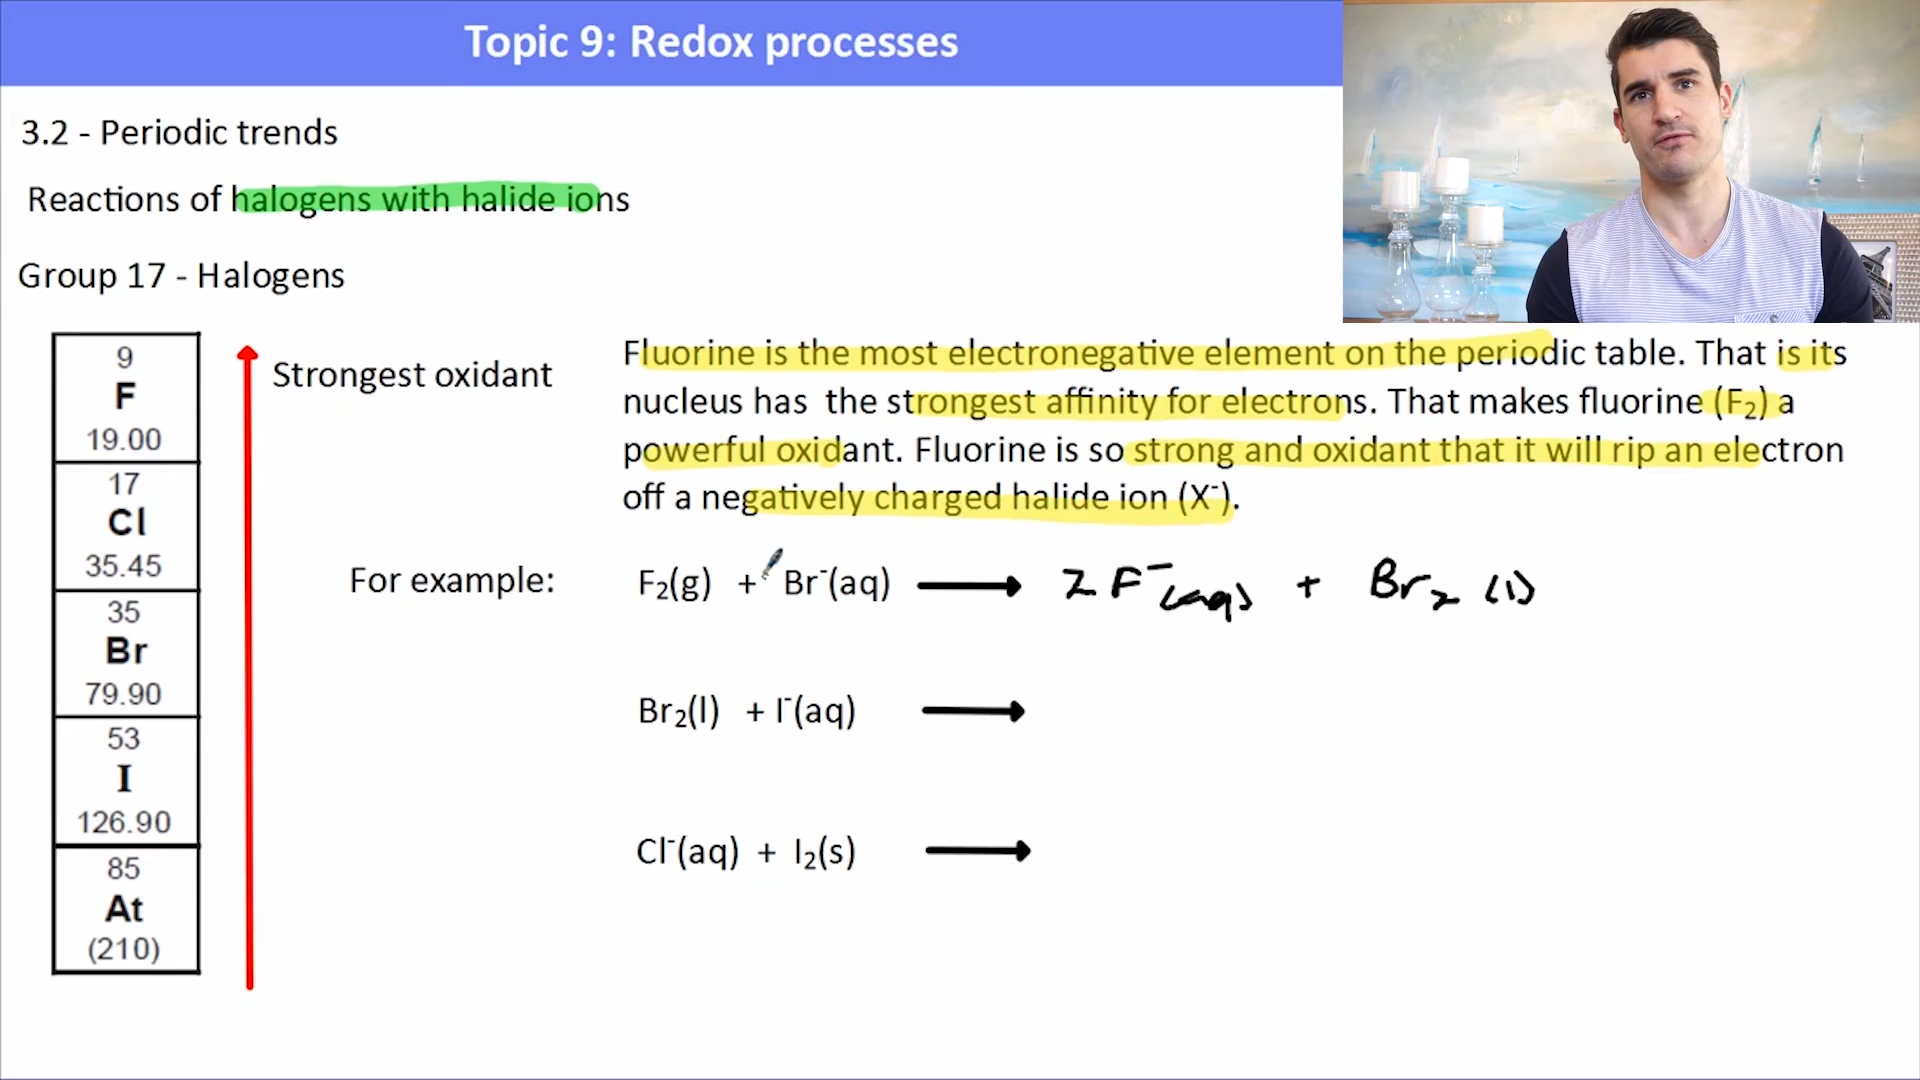 Topic 9: Redox processes
3.2 - Periodic trends
Reactions of halogens with halide ions
Group 17 - Halogens
9
F
19.00
17
Cl
35.45
35
Br
79.90
53
I
126.90
85
At
(210)
Strongest oxidant
Fluorine is the most electronegative element on the periodic table. That is its
nucleus has the strongest affinity for electrons. That makes fluorine (F₂) a
powerful oxidant. Fluorine is so strong and oxidant that it will rip an electron
off a negatively charged halide ion (X⁻).
For example: F₂(g) + Br⁻(aq) ⟶ 2F⁻(aq) + Br₂ (l)
Br₂(l) + I⁻(aq) ⟶
Cl⁻(aq) + I₂(s) ⟶